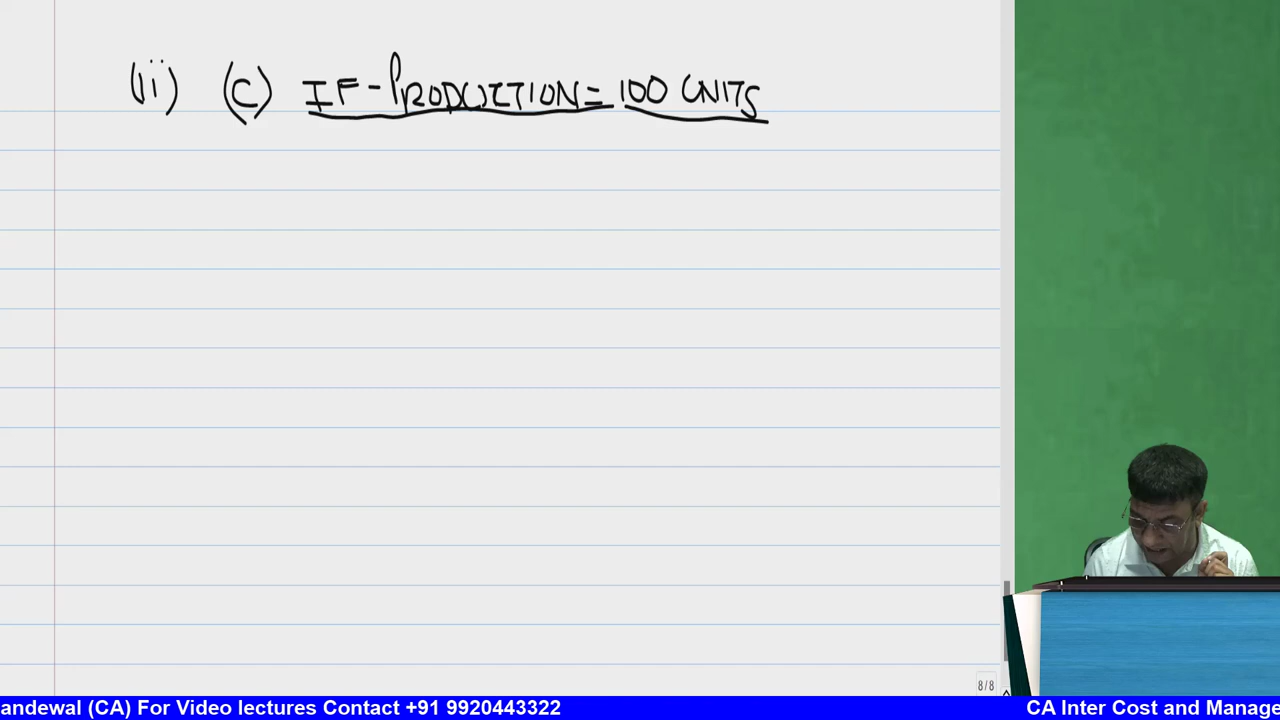 (ii) (C) IF-PRODUCTION = 100 UNITS
8/8
andewal (CA) For Video lectures Contact +91 9920443322 CA Inter Cost and Manage